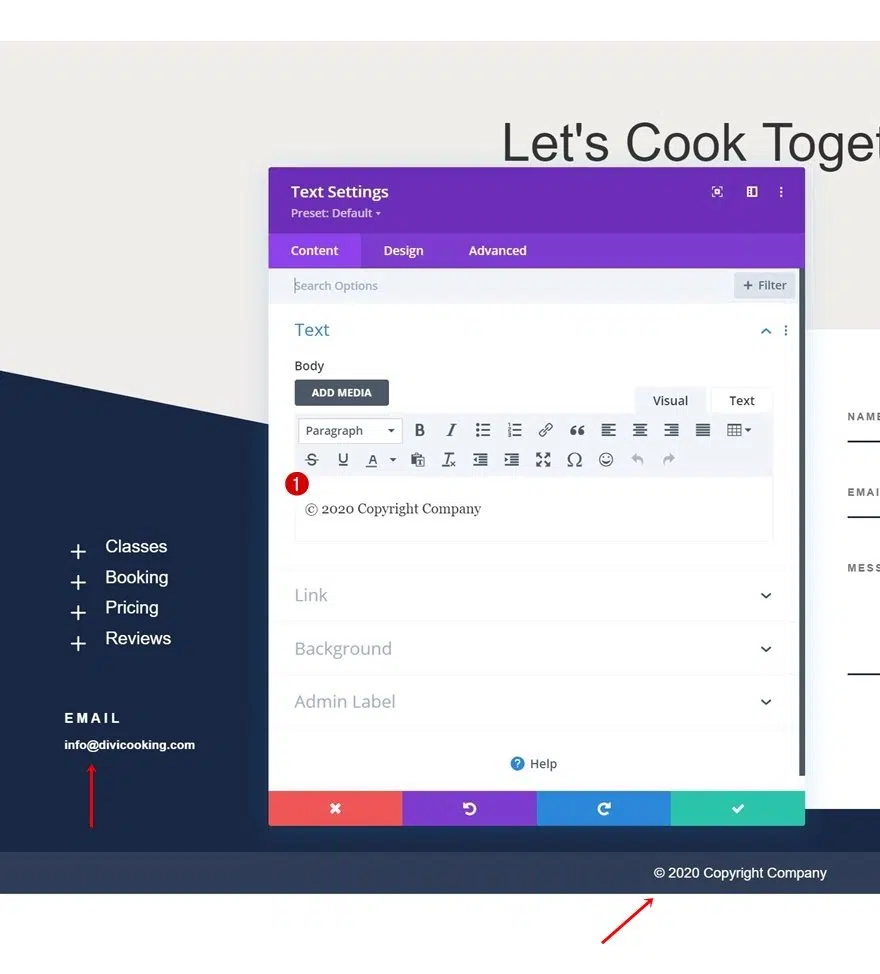 Let's Cook Toget
Text Settings
Preset: Default
Content Design Advanced
Search Options
+ Filter
Text
Body
ADD MEDIA
Visual Text
Paragraph
1
© 2020 Copyright Company
Link
Background
Admin Label
Help
Classes
Booking
Pricing
Reviews
EMAIL
info@divicooking.com
NAME
EMAI
MESS
© 2020 Copyright Company